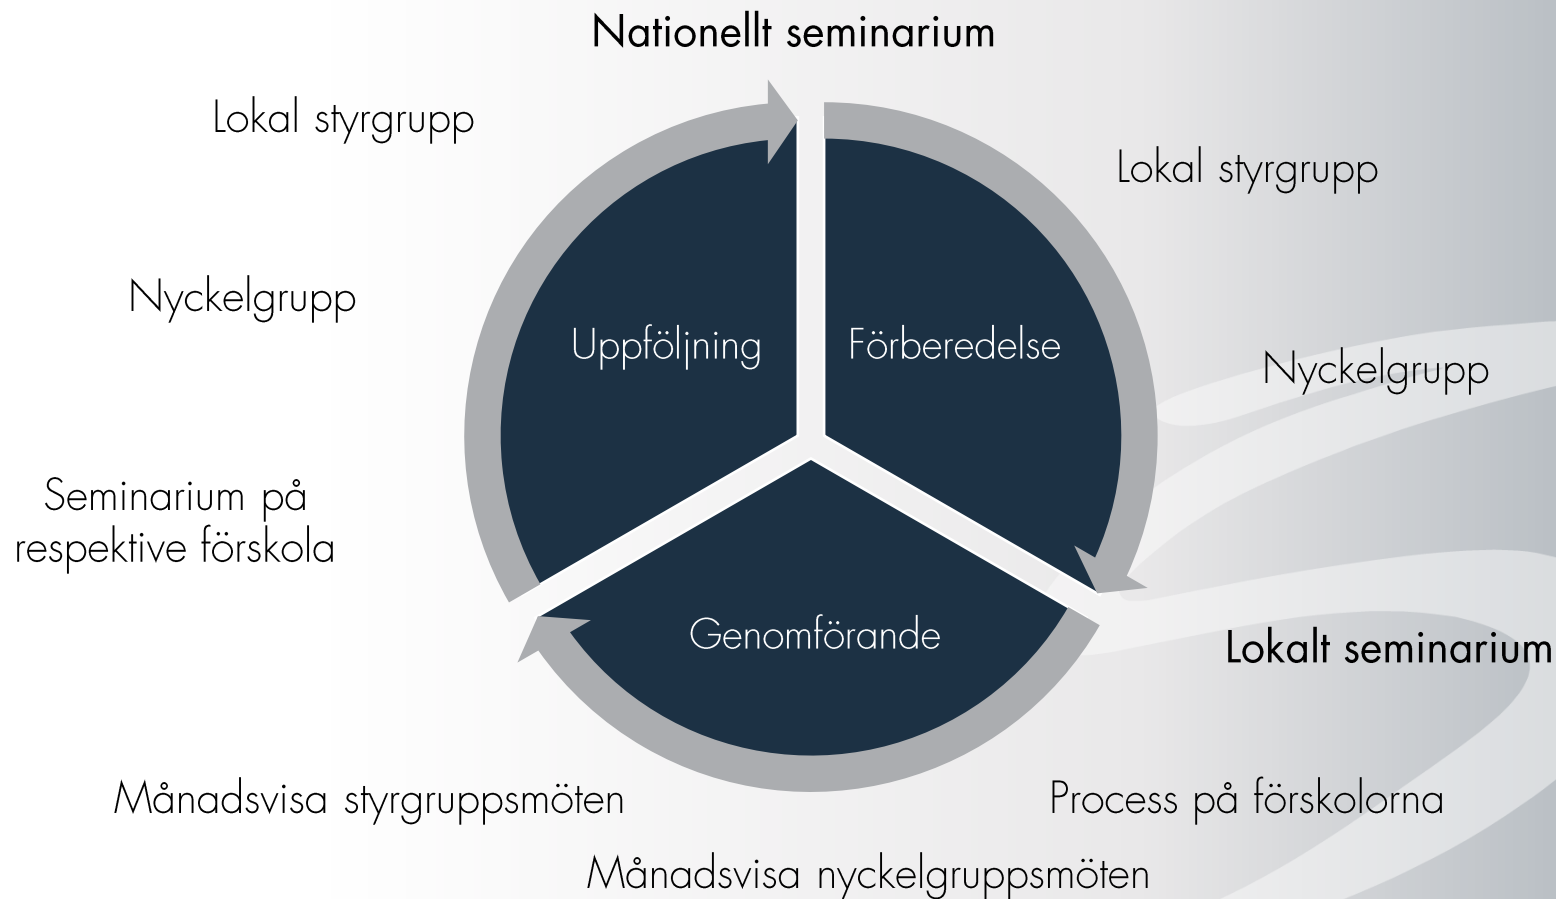 Nationellt seminarium
Lokal styrgrupp
Lokal styrgrupp
Nyckelgrupp
Uppföljning
Förberedelse
Nyckelgrupp
Seminarium på
respektive förskola
Genomförande
Lokalt seminarium
Månadsvisa styrgruppsmöten
Process på förskolorna
Månadsvisa nyckelgruppsmöten